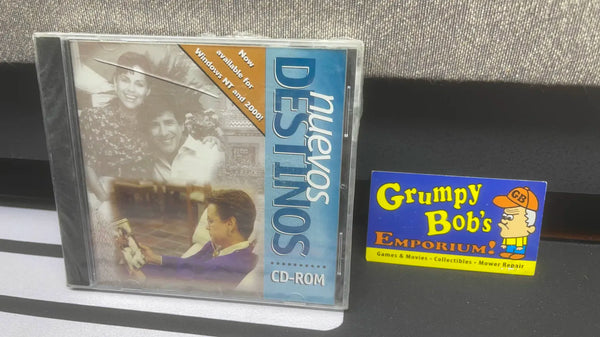 Now
available for
Windows NT and 2000!
nuevos
DESTINOS
CD-ROM
GB
Grumpy
Bob's
EMPORIUM!
Games & Movies • Collectibles • Mower Repair